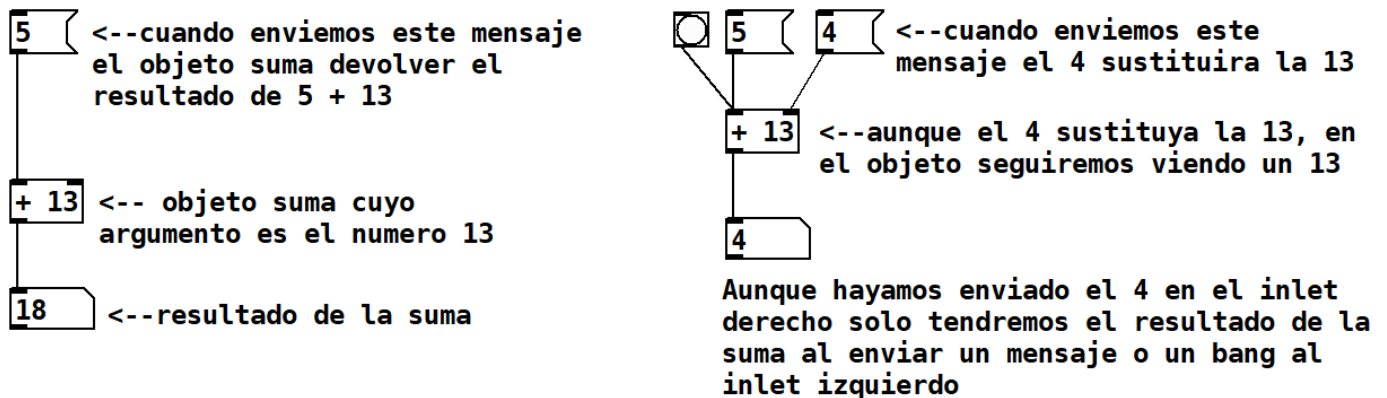 5
<--cuando enviemos este mensaje
el objeto suma devolver el
resultado de 5 + 13
+ 13
<-- objeto suma cuyo
argumento es el numero 13
18
<--resultado de la suma
5
4
<--cuando enviemos este
mensaje el 4 sustituira la 13
+ 13
<--aunque el 4 sustituya la 13, en
el objeto seguiremos viendo un 13
4
Aunque hayamos enviado el 4 en el inlet
derecho solo tendremos el resultado de la
suma al enviar un mensaje o un bang al
inlet izquierdo